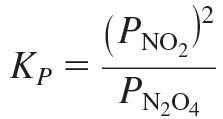 K_P = (P_NO₂)² / P_N₂O₄